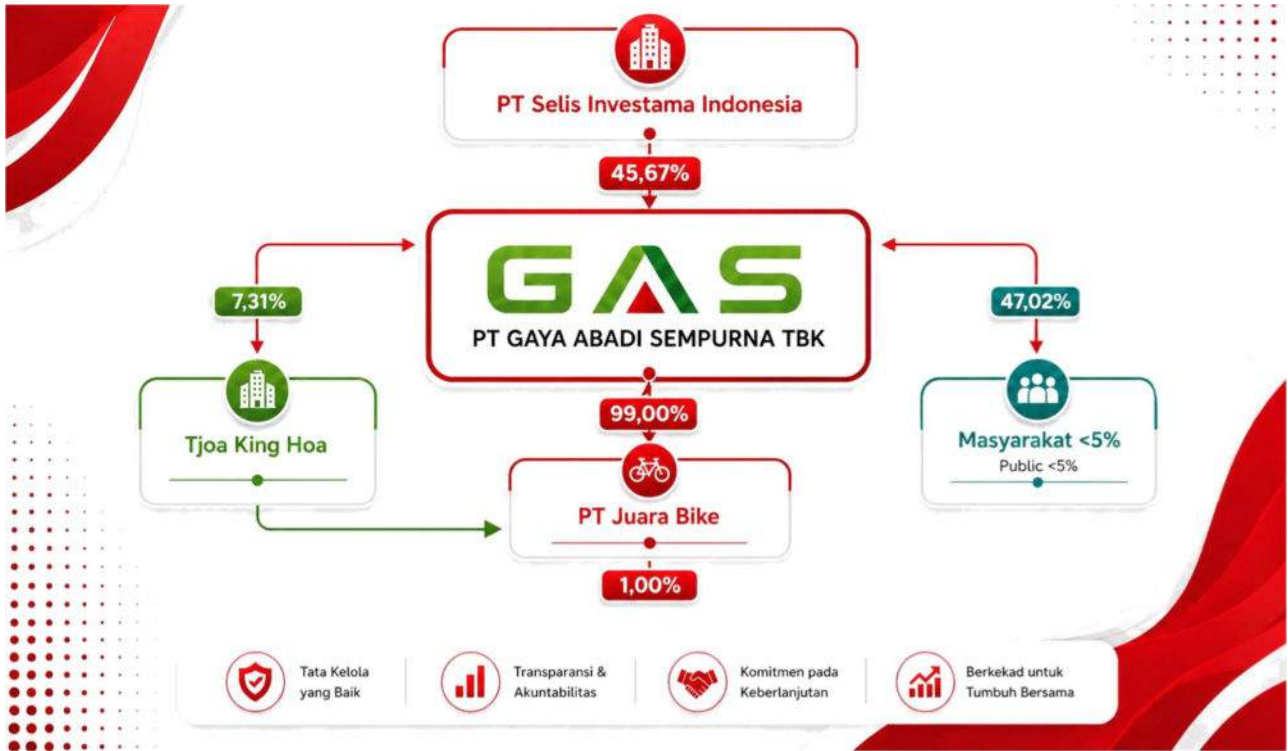 PT Selis Investama Indonesia
45,67%
GAS
PT GAYA ABADI SEMPURNA TBK
7,31%
47,02%
99,00%
Tjoa King Hoa
Masyarakat <5%
Public <5%
PT Juara Bike
1,00%
Tata Kelola
yang Baik
Transparansi &
Akuntabilitas
Komitmen pada
Keberlanjutan
Berkekad untuk
Tumbuh Bersama